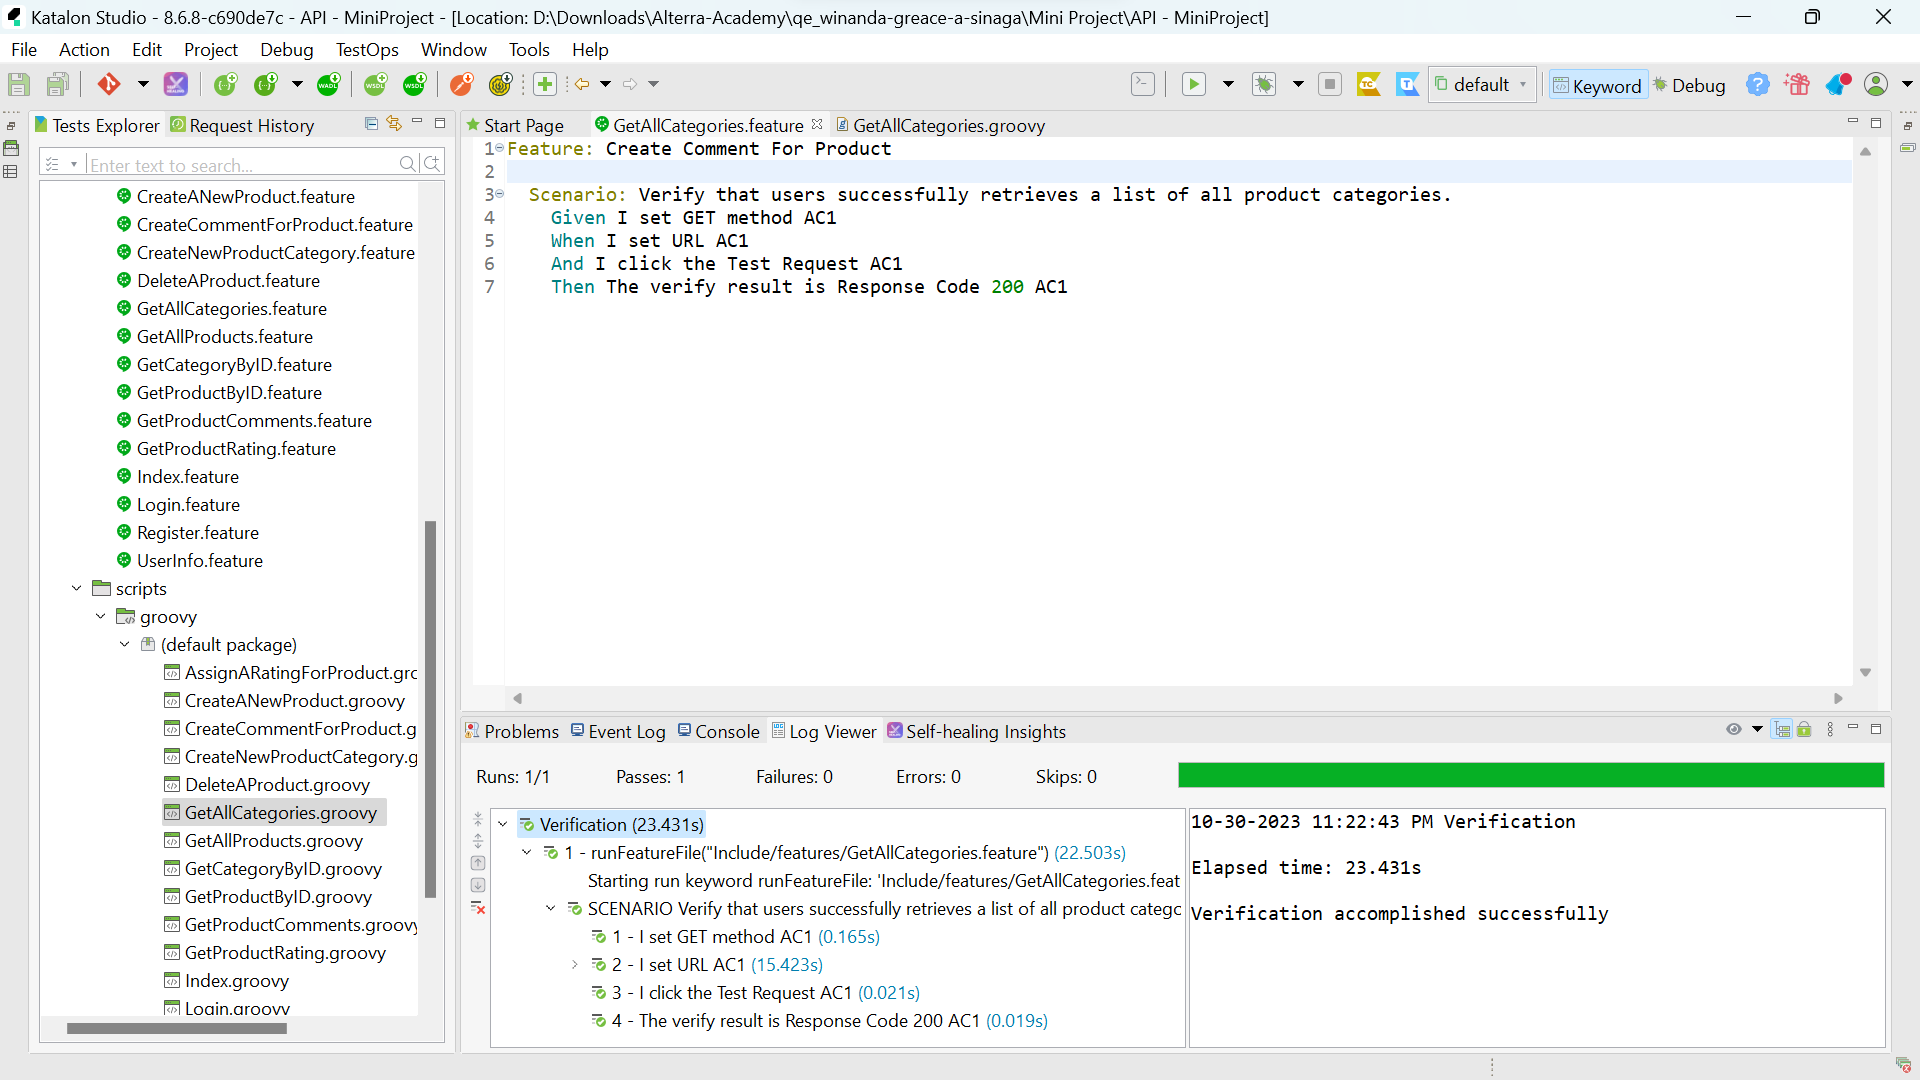 Katalon Studio - 8.6.8-c690de7c - API - MiniProject - [Location: D:\Downloads\Alterra-Academy\qe_winanda-greace-a-sinaga\Mini Project\API - MiniProject]
File Action Edit Project Debug TestOps Window Tools Help
default Keyword Debug
Tests Explorer Request History
Enter text to search...
CreateANewProduct.feature
CreateCommentForProduct.feature
CreateNewProductCategory.feature
DeleteAProduct.feature
GetAllCategories.feature
GetAllProducts.feature
GetCategoryByID.feature
GetProductByID.feature
GetProductComments.feature
GetProductRating.feature
Index.feature
Login.feature
Register.feature
UserInfo.feature
scripts
groovy
(default package)
AssignARatingForProduct.grc
CreateANewProduct.groovy
CreateCommentForProduct.g
CreateNewProductCategory.g
DeleteAProduct.groovy
GetAllCategories.groovy
GetAllProducts.groovy
GetCategoryByID.groovy
GetProductByID.groovy
GetProductComments.groovy
GetProductRating.groovy
Index.groovy
Login.groovy
Start Page GetAllCategories.feature GetAllCategories.groovy
1 Feature: Create Comment For Product
2
3 Scenario: Verify that users successfully retrieves a list of all product categories.
4 Given I set GET method AC1
5 When I set URL AC1
6 And I click the Test Request AC1
7 Then The verify result is Response Code 200 AC1
Problems Event Log Console Log Viewer Self-healing Insights
Runs: 1/1 Passes: 1 Failures: 0 Errors: 0 Skips: 0
Verification (23.431s)
1 - runFeatureFile("Include/features/GetAllCategories.feature") (22.503s)
Starting run keyword runFeatureFile: 'Include/features/GetAllCategories.feat
SCENARIO Verify that users successfully retrieves a list of all product categc
1 - I set GET method AC1 (0.165s)
2 - I set URL AC1 (15.423s)
3 - I click the Test Request AC1 (0.021s)
4 - The verify result is Response Code 200 AC1 (0.019s)
10-30-2023 11:22:43 PM Verification
Elapsed time: 23.431s
Verification accomplished successfully